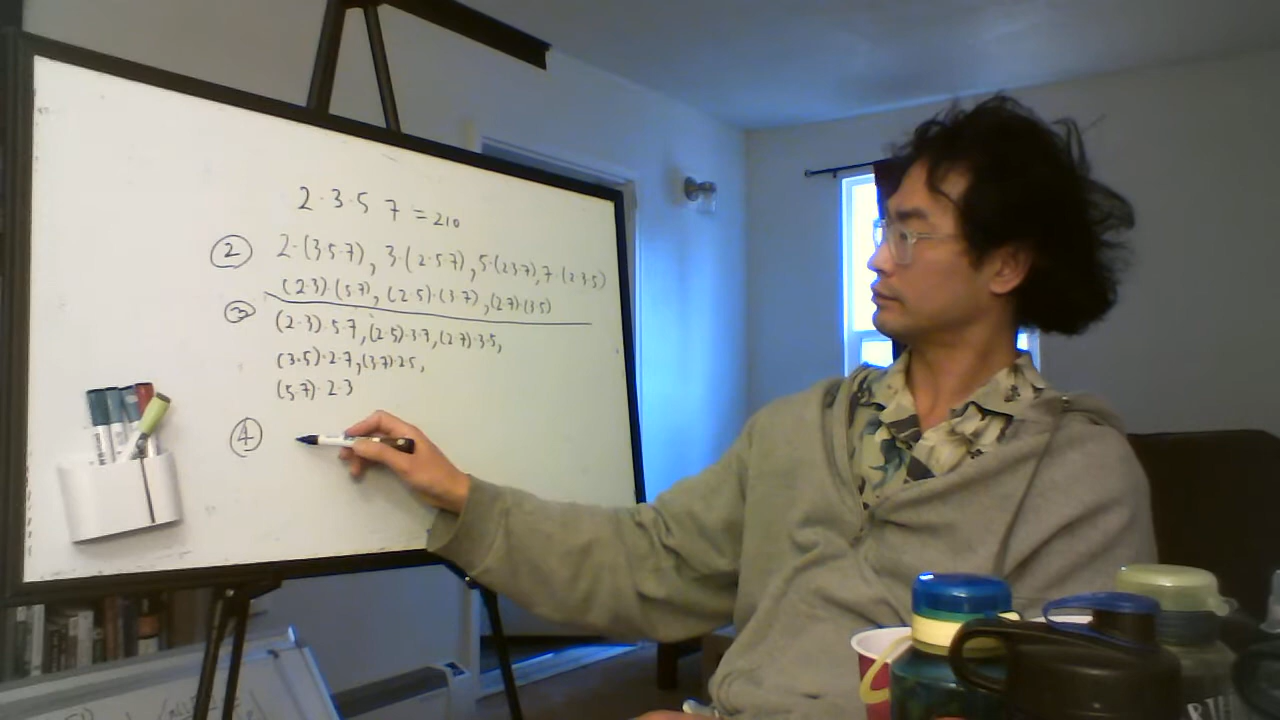 2·3·5 7 = 210
② 2·(3·5·7), 3·(2·5·7), 5·(2·3·7), 7·(2·3·5)
(2·3)·(5·7), (2·5)·(3·7), (2·7)(3·5)
③ (2·3)·5·7, (2·5)·3·7, (2·7)·3·5,
(3·5)·2·7, (3·7)·2·5,
(5·7)·2·3
④